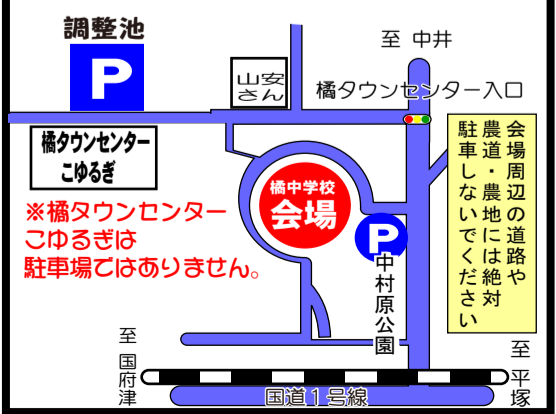 調整池
P
至 中井
山安
さん
橘タウンセンター入口
橘タウンセンター
こゆるぎ
橘中学校
会場
※橘タウンセンター
こゆるぎは
駐車場ではありません。
P
中村原公園
会場周辺の道路や
農道・農地には絶対
駐車しないでください
至 国府津
至 平塚
国道１号線